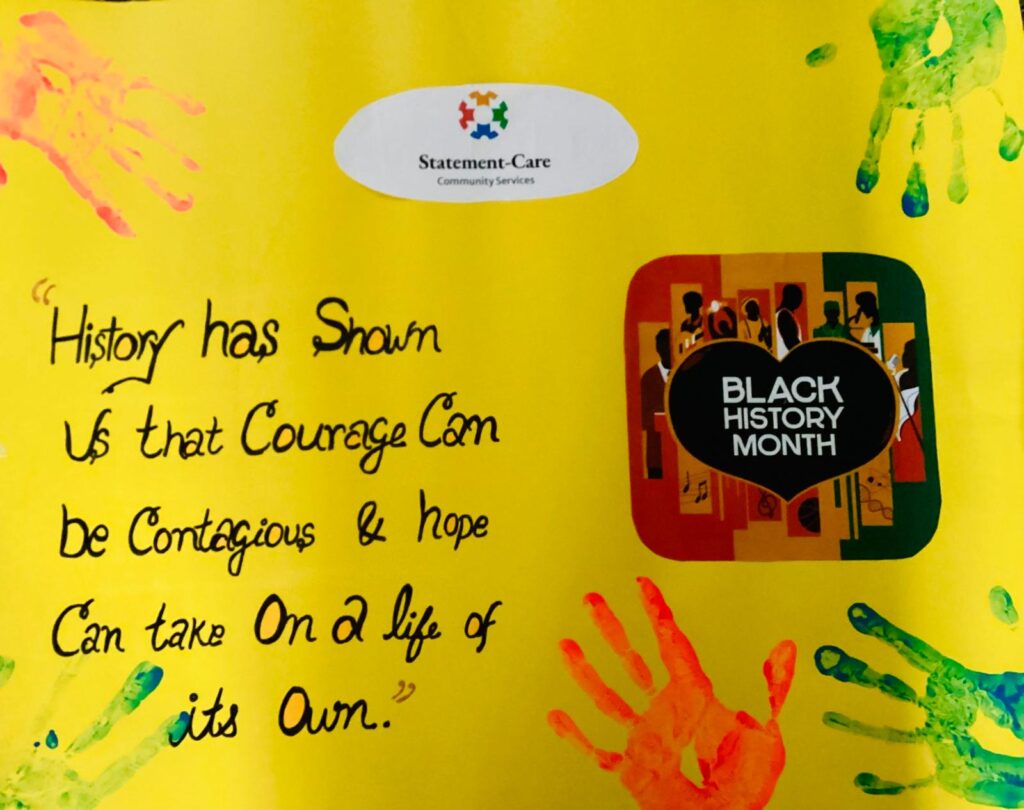 Statement-Care
Community Services
"History has Shown
Us that Courage Can
be Contagious & hope
Can take On a life of
its Own."
BLACK
HISTORY
MONTH